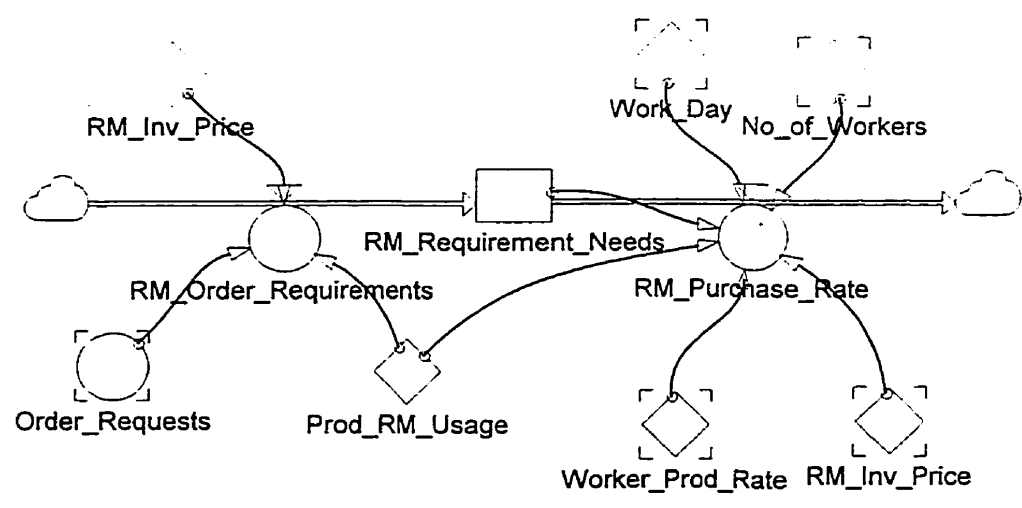 Work_Day
RM_Inv_Price
No_of_Workers
RM_Requirement_Needs
RM_Order_Requirements
RM_Purchase_Rate
Order_Requests
Prod_RM_Usage
Worker_Prod_Rate
RM_Inv_Price